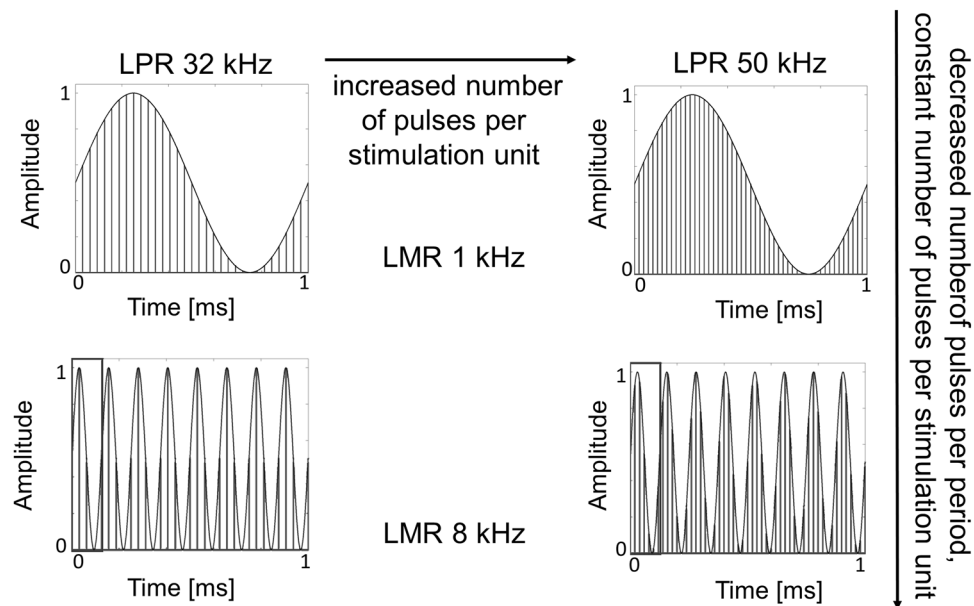 LPR 32 kHz
increased number
of pulses per
stimulation unit
LPR 50 kHz
1
Amplitude
0
0
1
Time [ms]
LMR 1 kHz
1
Amplitude
0
0
1
Time [ms]
1
Amplitude
0
0
1
Time [ms]
LMR 8 kHz
1
Amplitude
0
0
1
Time [ms]
decreaseed numberof pulses per period,
constant number of pulses per stimulation unit